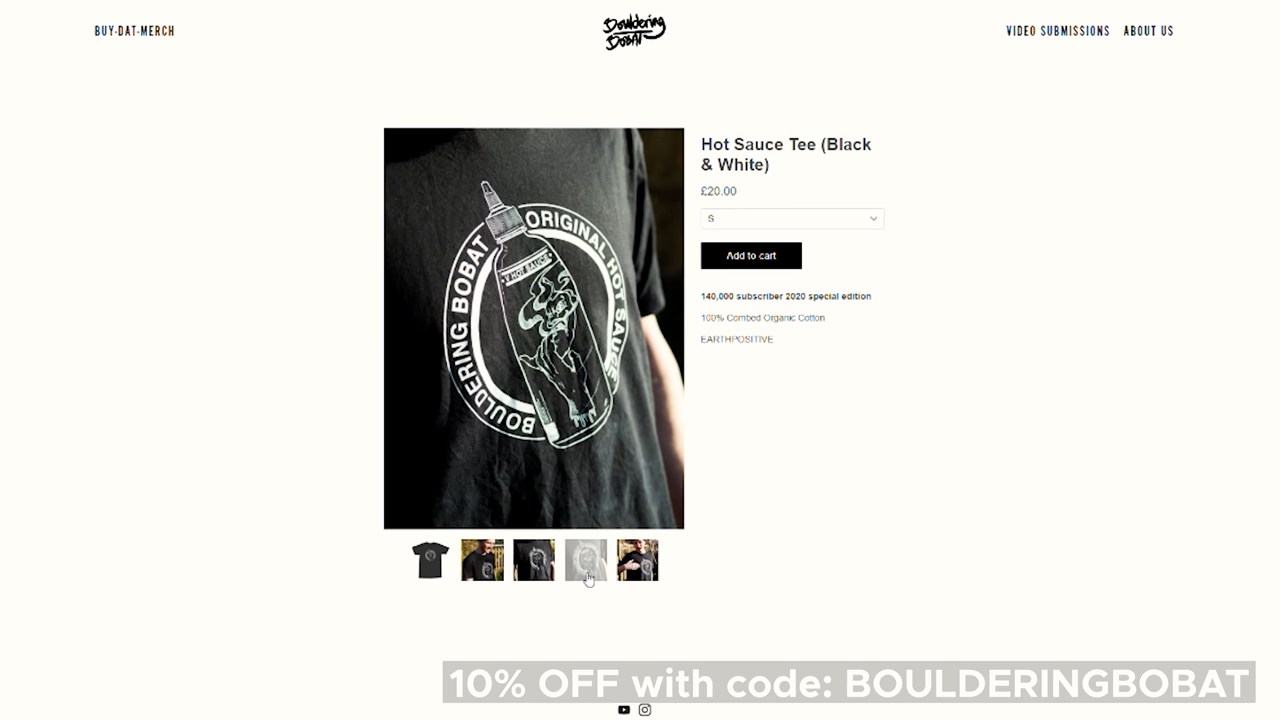 BUY-DAT-MERCH
Bouldering
BOBAT
VIDEO SUBMISSIONS
ABOUT US
BOULDERING BOBAT
ORIGINAL HOT SAUCE
HOT SAUCE
Hot Sauce Tee (Black
& White)
£20.00
S
Add to cart
140,000 subscriber 2020 special edition
100% Combed Organic Cotton
EARTHPOSITIVE
10% OFF with code: BOULDERINGBOBAT